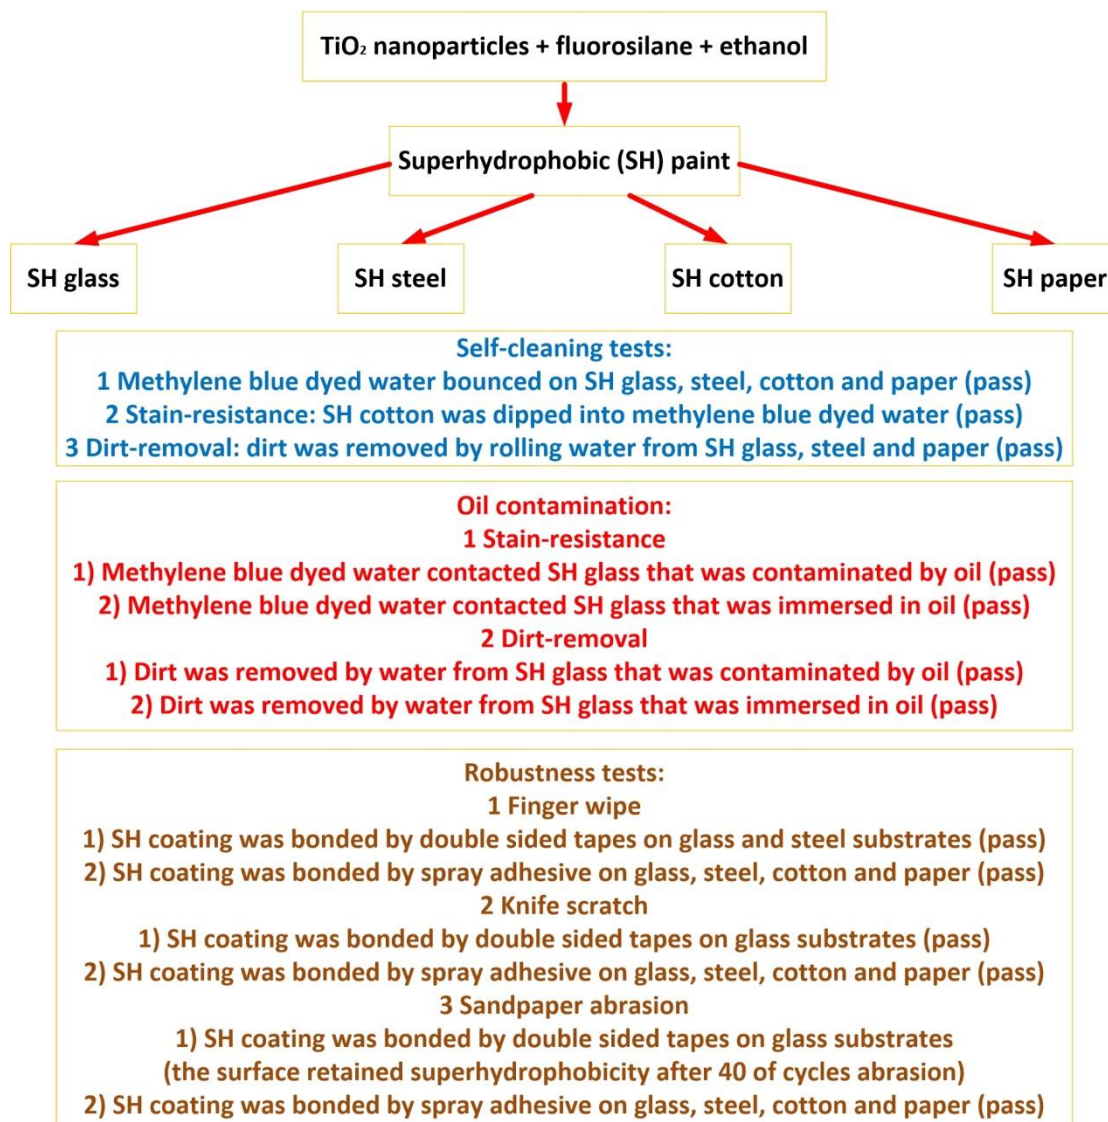 TiO₂ nanoparticles + fluorosilane + ethanol
Superhydrophobic (SH) paint
SH glass
SH steel
SH cotton
SH paper
Self-cleaning tests:
1 Methylene blue dyed water bounced on SH glass, steel, cotton and paper (pass)
2 Stain-resistance: SH cotton was dipped into methylene blue dyed water (pass)
3 Dirt-removal: dirt was removed by rolling water from SH glass, steel and paper (pass)
Oil contamination:
1 Stain-resistance
1) Methylene blue dyed water contacted SH glass that was contaminated by oil (pass)
2) Methylene blue dyed water contacted SH glass that was immersed in oil (pass)
2 Dirt-removal
1) Dirt was removed by water from SH glass that was contaminated by oil (pass)
2) Dirt was removed by water from SH glass that was immersed in oil (pass)
Robustness tests:
1 Finger wipe
1) SH coating was bonded by double sided tapes on glass and steel substrates (pass)
2) SH coating was bonded by spray adhesive on glass, steel, cotton and paper (pass)
2 Knife scratch
1) SH coating was bonded by double sided tapes on glass substrates (pass)
2) SH coating was bonded by spray adhesive on glass, steel, cotton and paper (pass)
3 Sandpaper abrasion
1) SH coating was bonded by double sided tapes on glass substrates
(the surface retained superhydrophobicity after 40 of cycles abrasion)
2) SH coating was bonded by spray adhesive on glass, steel, cotton and paper (pass)